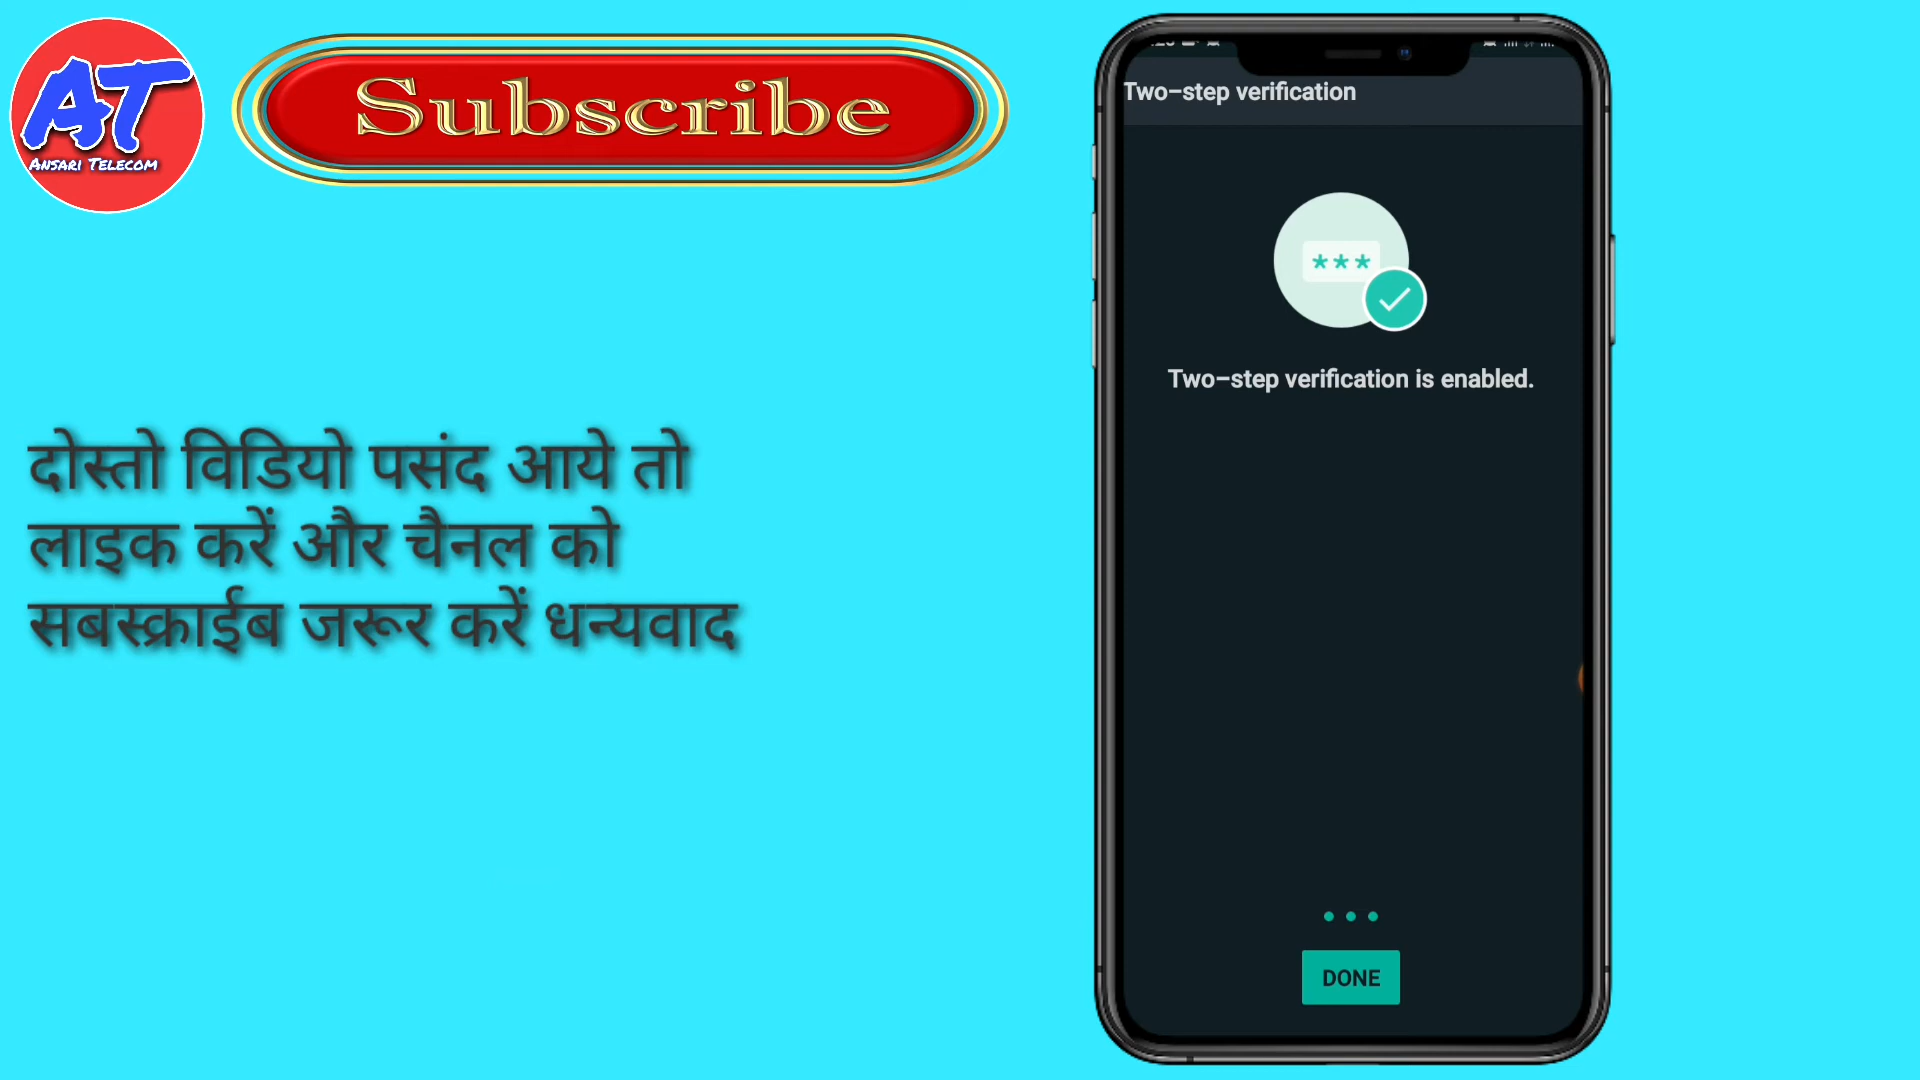 AT
Ansari Telecom
Subscribe
दोस्तो विडियो पसंद आये तो
लाइक करें और चैनल को
सबस्क्राईब जरूर करें धन्यवाद
Two-step verification
***
Two-step verification is enabled.
DONE